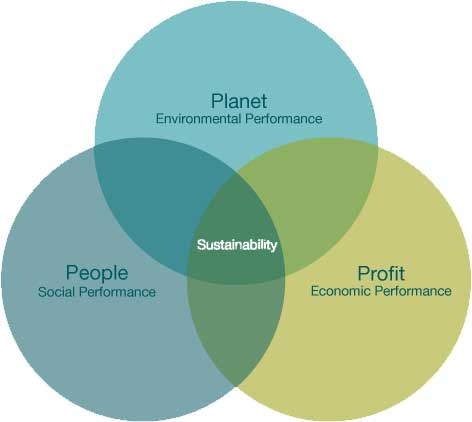 Planet
Environmental Performance
Sustainability
People
Social Performance
Profit
Economic Performance